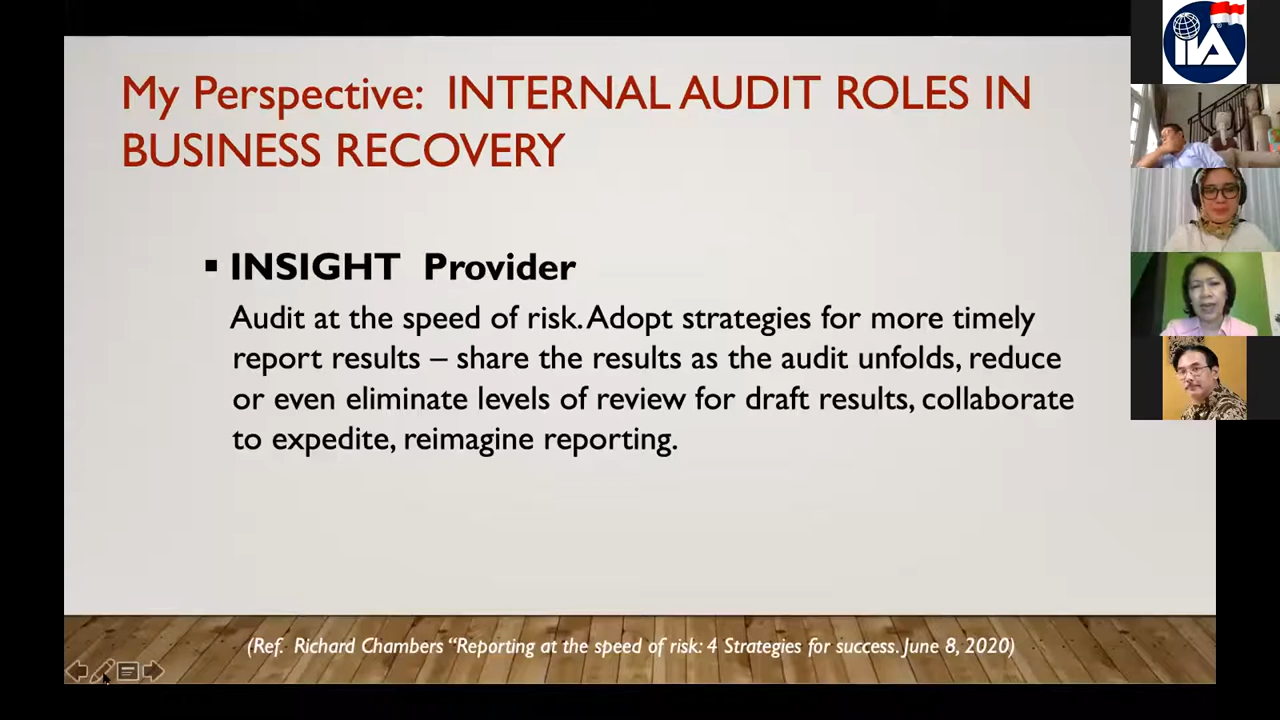 My Perspective: INTERNAL AUDIT ROLES IN
BUSINESS RECOVERY
▪ INSIGHT Provider
Audit at the speed of risk. Adopt strategies for more timely
report results – share the results as the audit unfolds, reduce
or even eliminate levels of review for draft results, collaborate
to expedite, reimagine reporting.
(Ref. Richard Chambers “Reporting at the speed of risk: 4 Strategies for success. June 8, 2020)
IIA